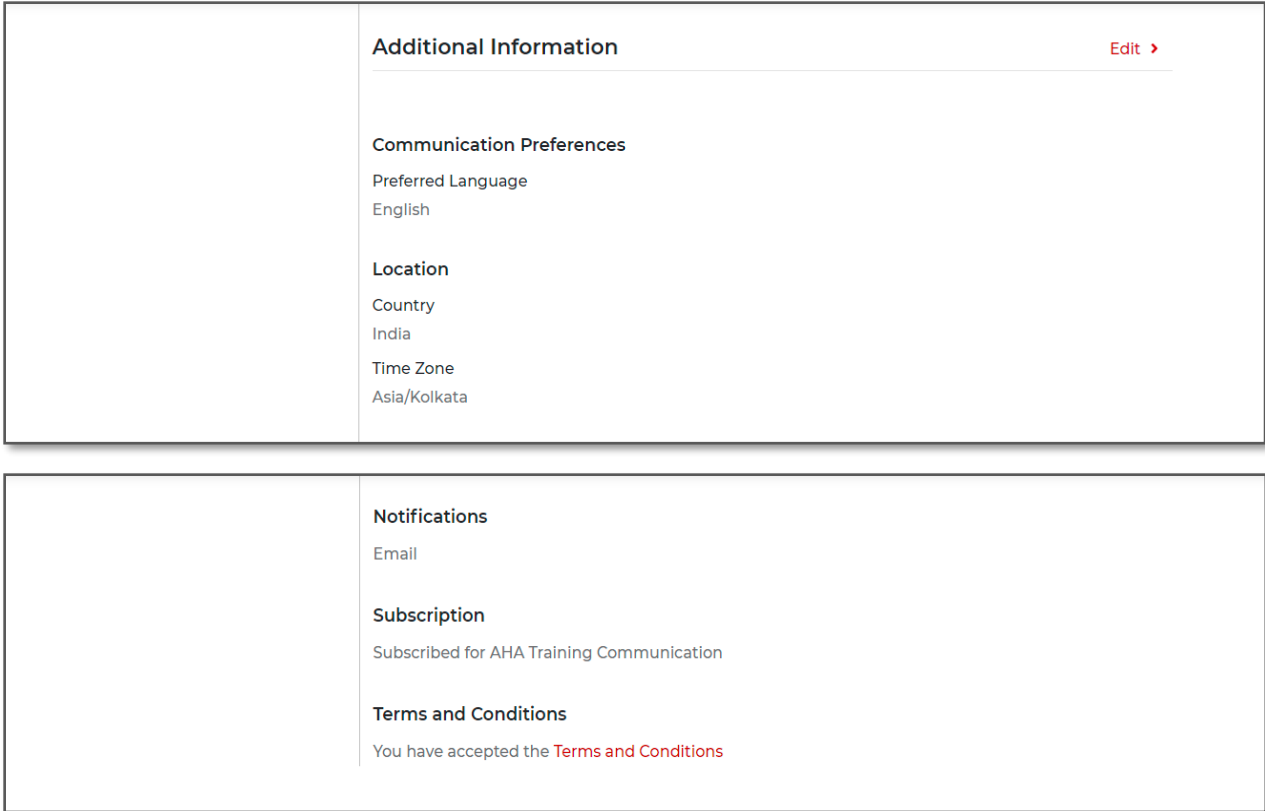 Additional Information
Edit >
Communication Preferences
Preferred Language
English
Location
Country
India
Time Zone
Asia/Kolkata
Notifications
Email
Subscription
Subscribed for AHA Training Communication
Terms and Conditions
You have accepted the Terms and Conditions